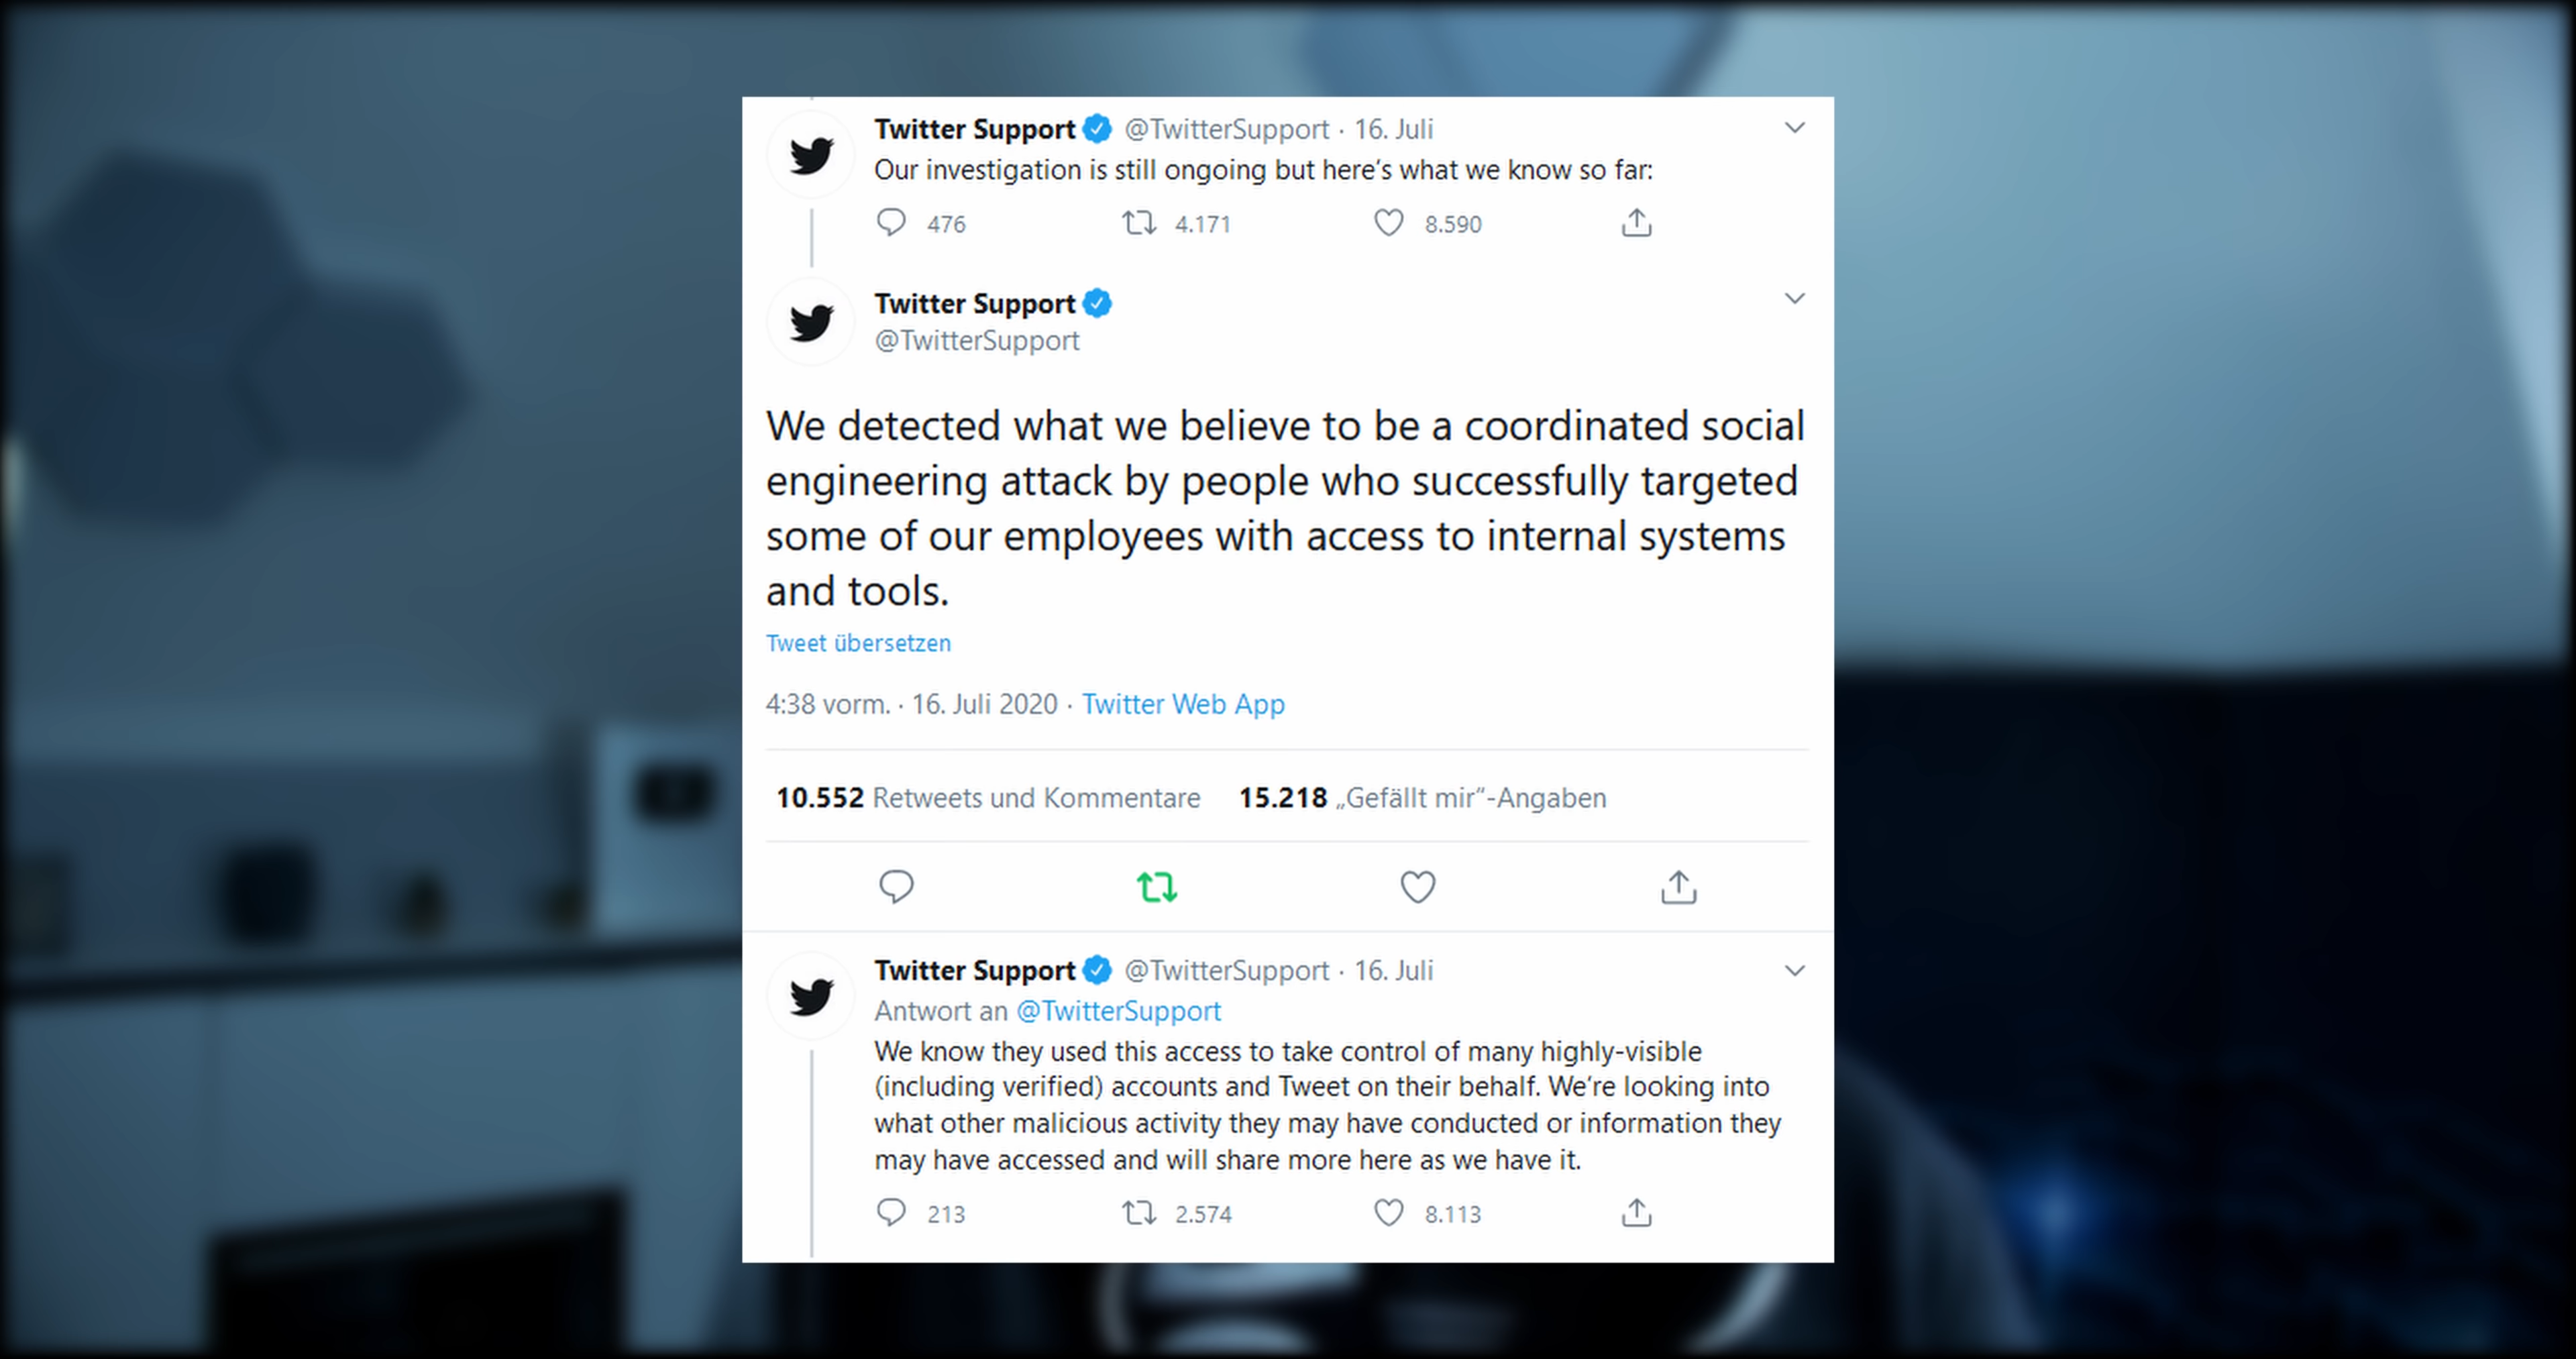 Twitter Support @TwitterSupport · 16. Juli
Our investigation is still ongoing but here’s what we know so far:
476 4.171 8.590
Twitter Support
@TwitterSupport
We detected what we believe to be a coordinated social
engineering attack by people who successfully targeted
some of our employees with access to internal systems
and tools.
Tweet übersetzen
4:38 vorm. · 16. Juli 2020 · Twitter Web App
10.552 Retweets und Kommentare 15.218 „Gefällt mir“-Angaben
Twitter Support @TwitterSupport · 16. Juli
Antwort an @TwitterSupport
We know they used this access to take control of many highly-visible
(including verified) accounts and Tweet on their behalf. We’re looking into
what other malicious activity they may have conducted or information they
may have accessed and will share more here as we have it.
213 2.574 8.113